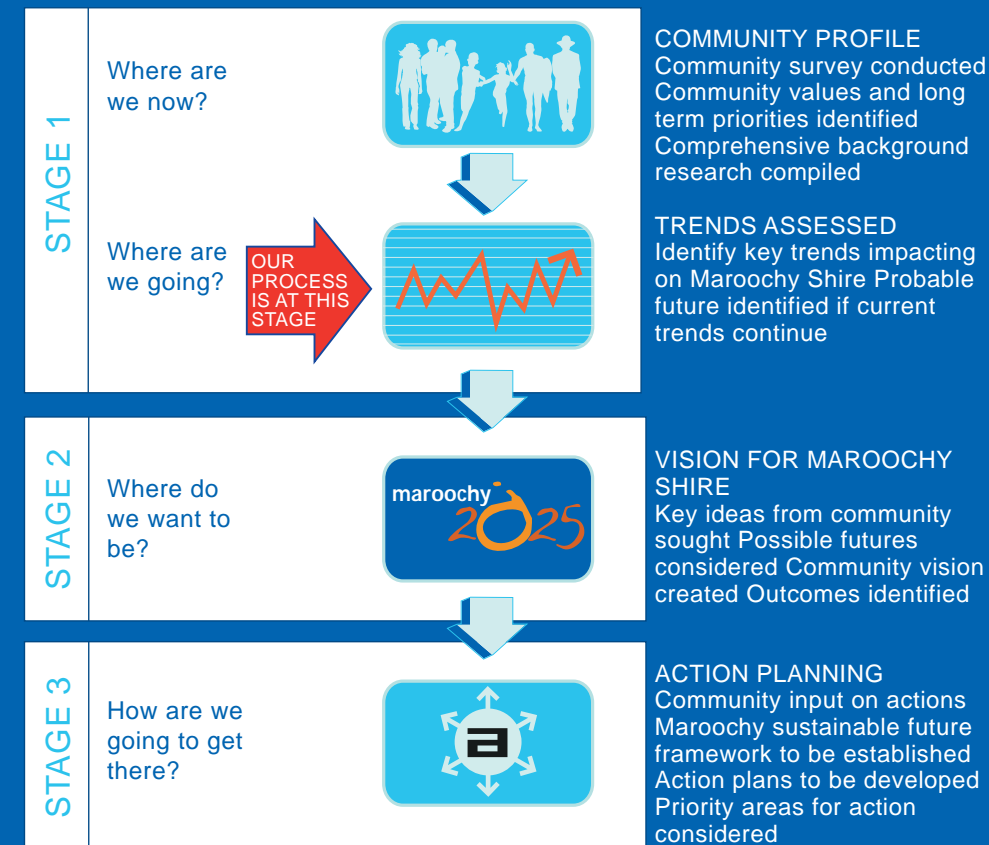 STAGE 1
Where are
we now?
COMMUNITY PROFILE
Community survey conducted
Community values and long
term priorities identified
Comprehensive background
research compiled
Where are
we going?
OUR
PROCESS
IS AT THIS
STAGE
TRENDS ASSESSED
Identify key trends impacting
on Maroochy Shire Probable
future identified if current
trends continue
STAGE 2
Where do
we want to
be?
maroochy
2025
VISION FOR MAROOCHY
SHIRE
Key ideas from community
sought Possible futures
considered Community vision
created Outcomes identified
STAGE 3
How are we
going to get
there?
a
ACTION PLANNING
Community input on actions
Maroochy sustainable future
framework to be established
Action plans to be developed
Priority areas for action
considered